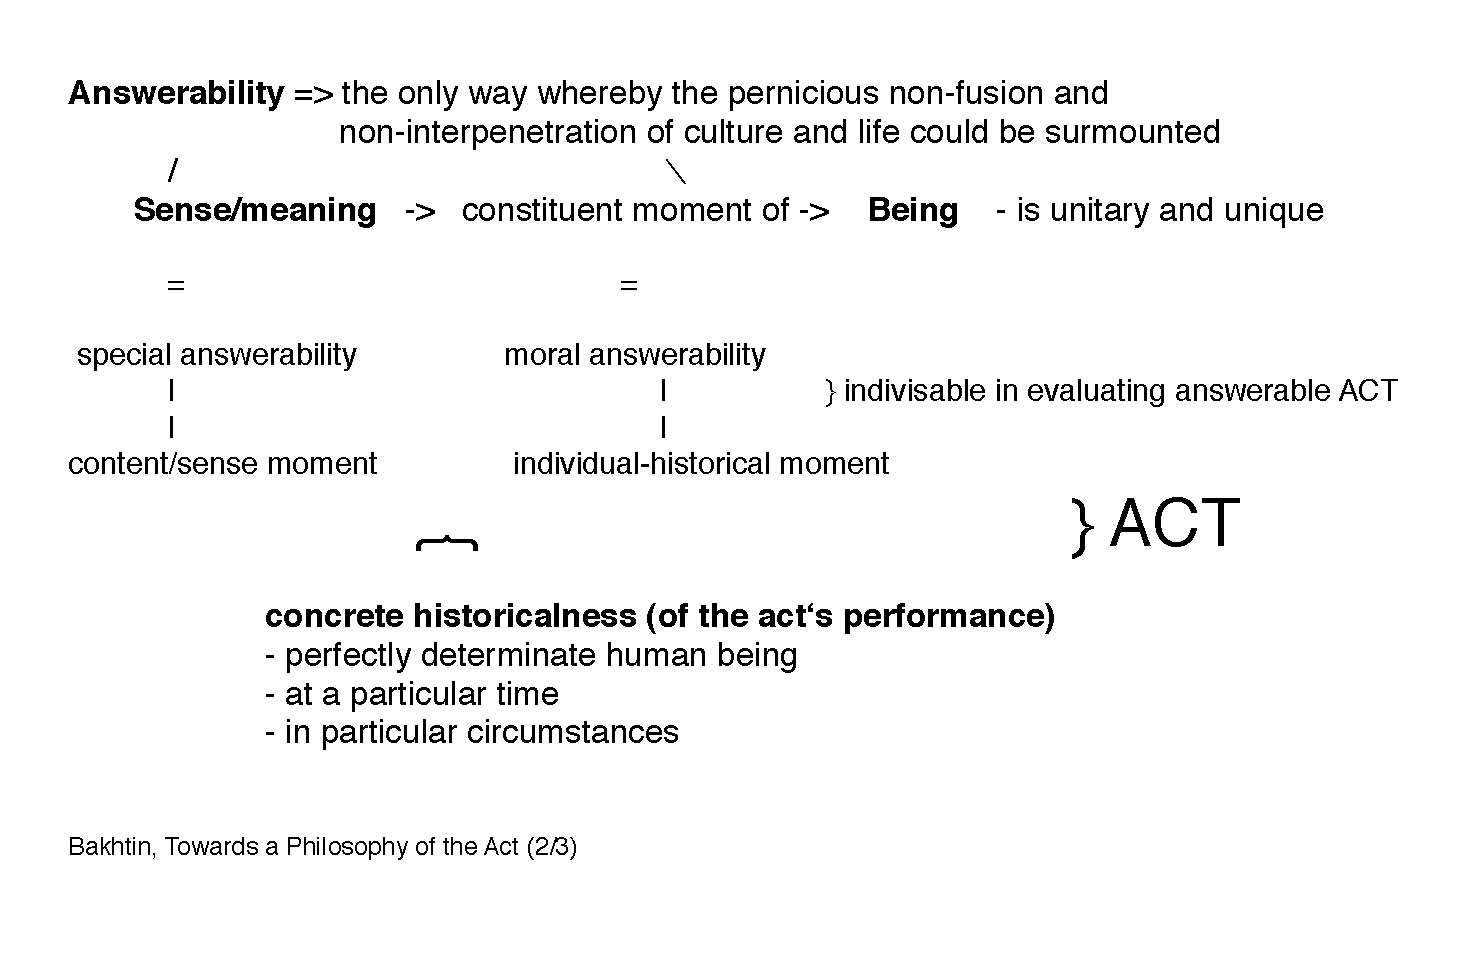 Answerability => the only way whereby the pernicious non-fusion and
non-interpenetration of culture and life could be surmounted
/ \
Sense/meaning -> constituent moment of -> Being - is unitary and unique
= =
special answerability moral answerability
I I } indivisable in evaluating answerable ACT
I I
content/sense moment individual-historical moment
} ACT
{
concrete historicalness (of the act‘s performance)
- perfectly determinate human being
- at a particular time
- in particular circumstances
Bakhtin, Towards a Philosophy of the Act (2/3)